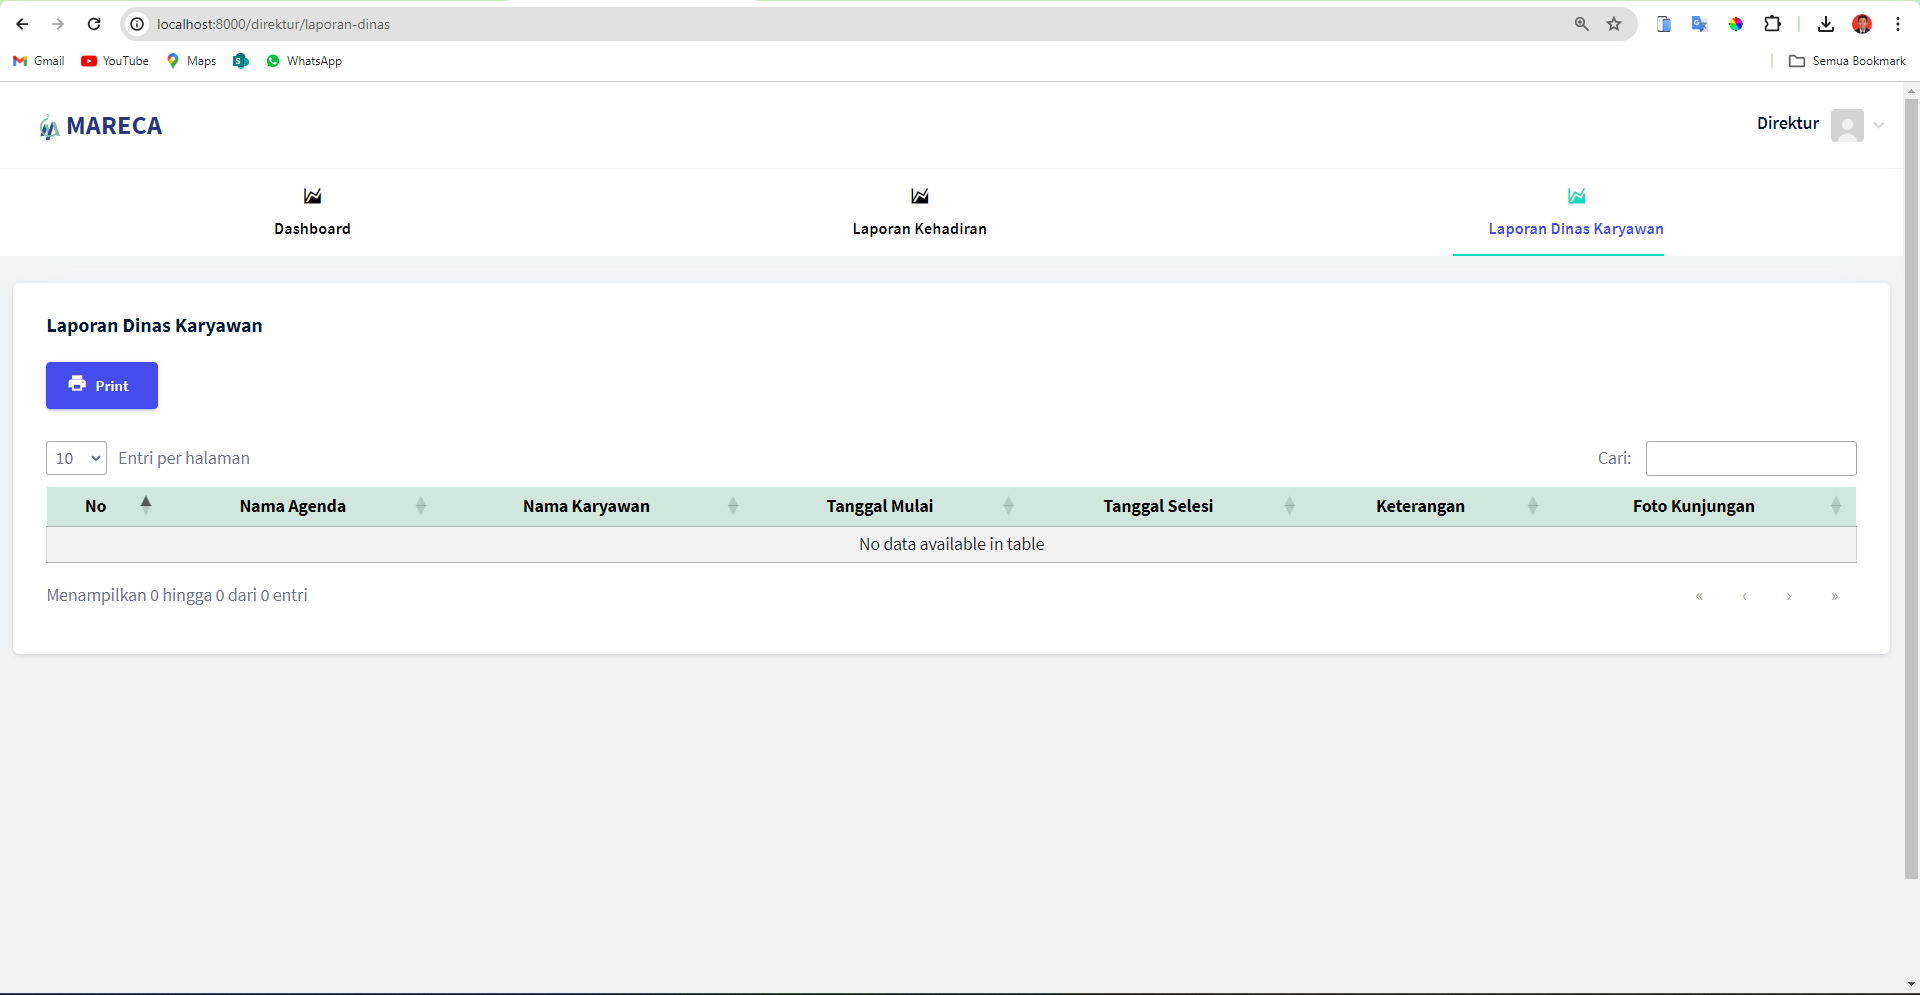 localhost:8000/direktur/laporan-dinas
Gmail YouTube Maps WhatsApp Semua Bookmark
MARECA Direktur
Dashboard Laporan Kehadiran Laporan Dinas Karyawan
Laporan Dinas Karyawan
Print
10 Entri per halaman Cari:
No Nama Agenda Nama Karyawan Tanggal Mulai Tanggal Selesi Keterangan Foto Kunjungan
No data available in table
Menampilkan 0 hingga 0 dari 0 entri « ‹ › »